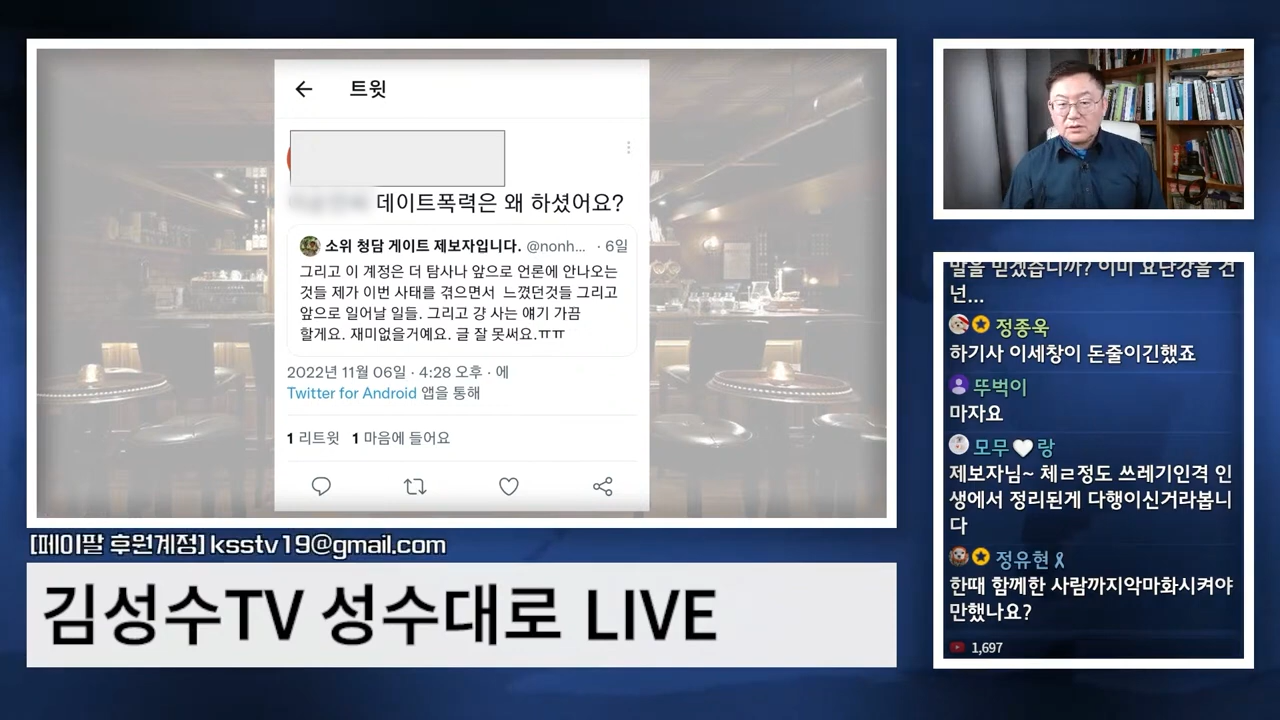 트윗
데이트폭력은 왜 하셨어요?
소위 청담 게이트 제보자입니다. @nonh... · 6일
그리고 이 계정은 더 탐사나 앞으로 언론에 안나오는
것들 제가 이번 사태를 겪으면서 느꼈던것들 그리고
앞으로 일어날 일들. 그리고 걍 사는 얘기 가끔
할게요. 재미없을거예요. 글 잘 못써요.ㅠㅠ
2022년 11월 06일 · 4:28 오후 · 에
Twitter for Android 앱을 통해
1 리트윗 1 마음에 들어요
[페이팔 후원계정] ksstv19@gmail.com
김성수TV 성수대로 LIVE
말을 믿겠습니까? 이미 요단강을 건
넌...
정종욱
하기사 이세창이 돈줄이긴했죠
뚜벅이
마자요
모무🤍랑
제보자님~ 체ㄹ정도 쓰레기인격 인
생에서 정리된게 다행이신거라봅니
다
정유현🎗
한때 함께한 사람까지악마화시켜야
만했나요?
1,697